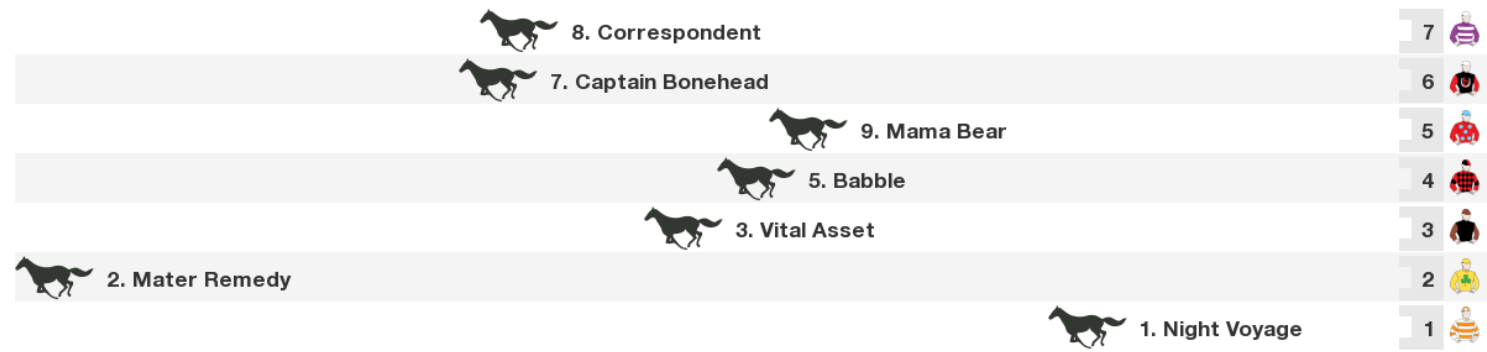 8. Correspondent 7
7. Captain Bonehead 6
9. Mama Bear 5
5. Babble 4
3. Vital Asset 3
2. Mater Remedy 2
1. Night Voyage 1